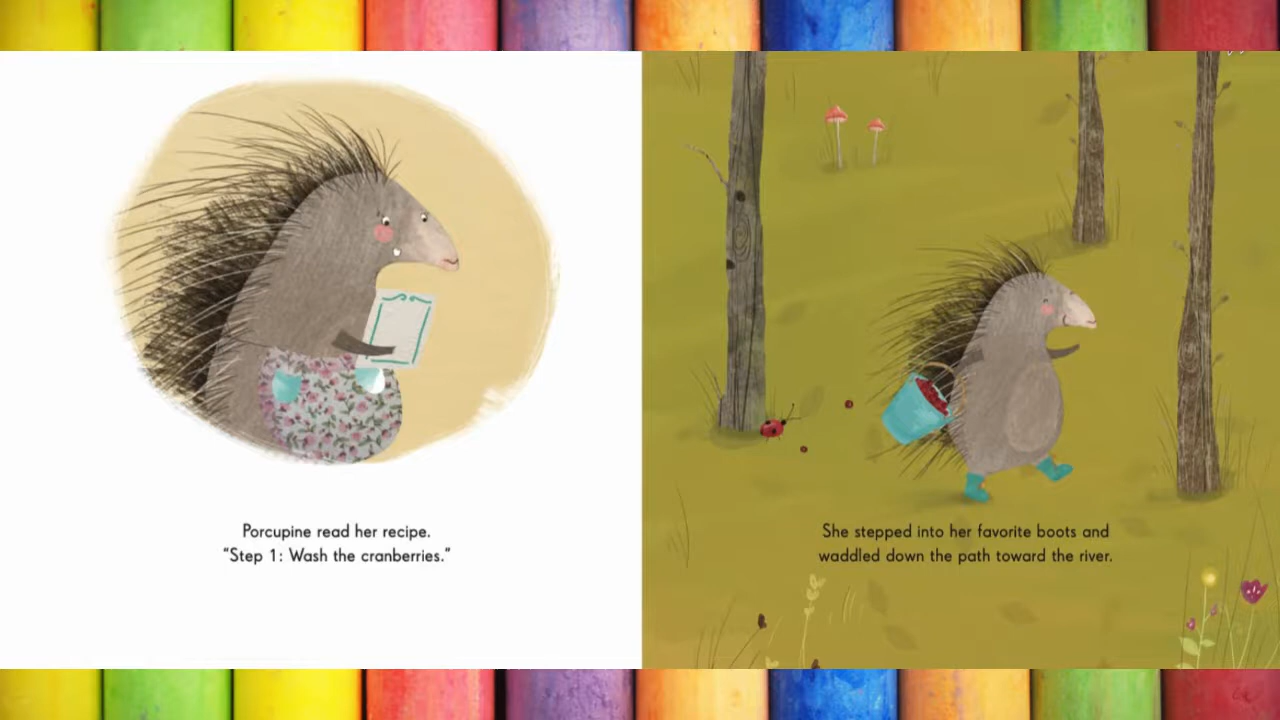 Porcupine read her recipe.
“Step 1: Wash the cranberries.”
She stepped into her favorite boots and
waddled down the path toward the river.